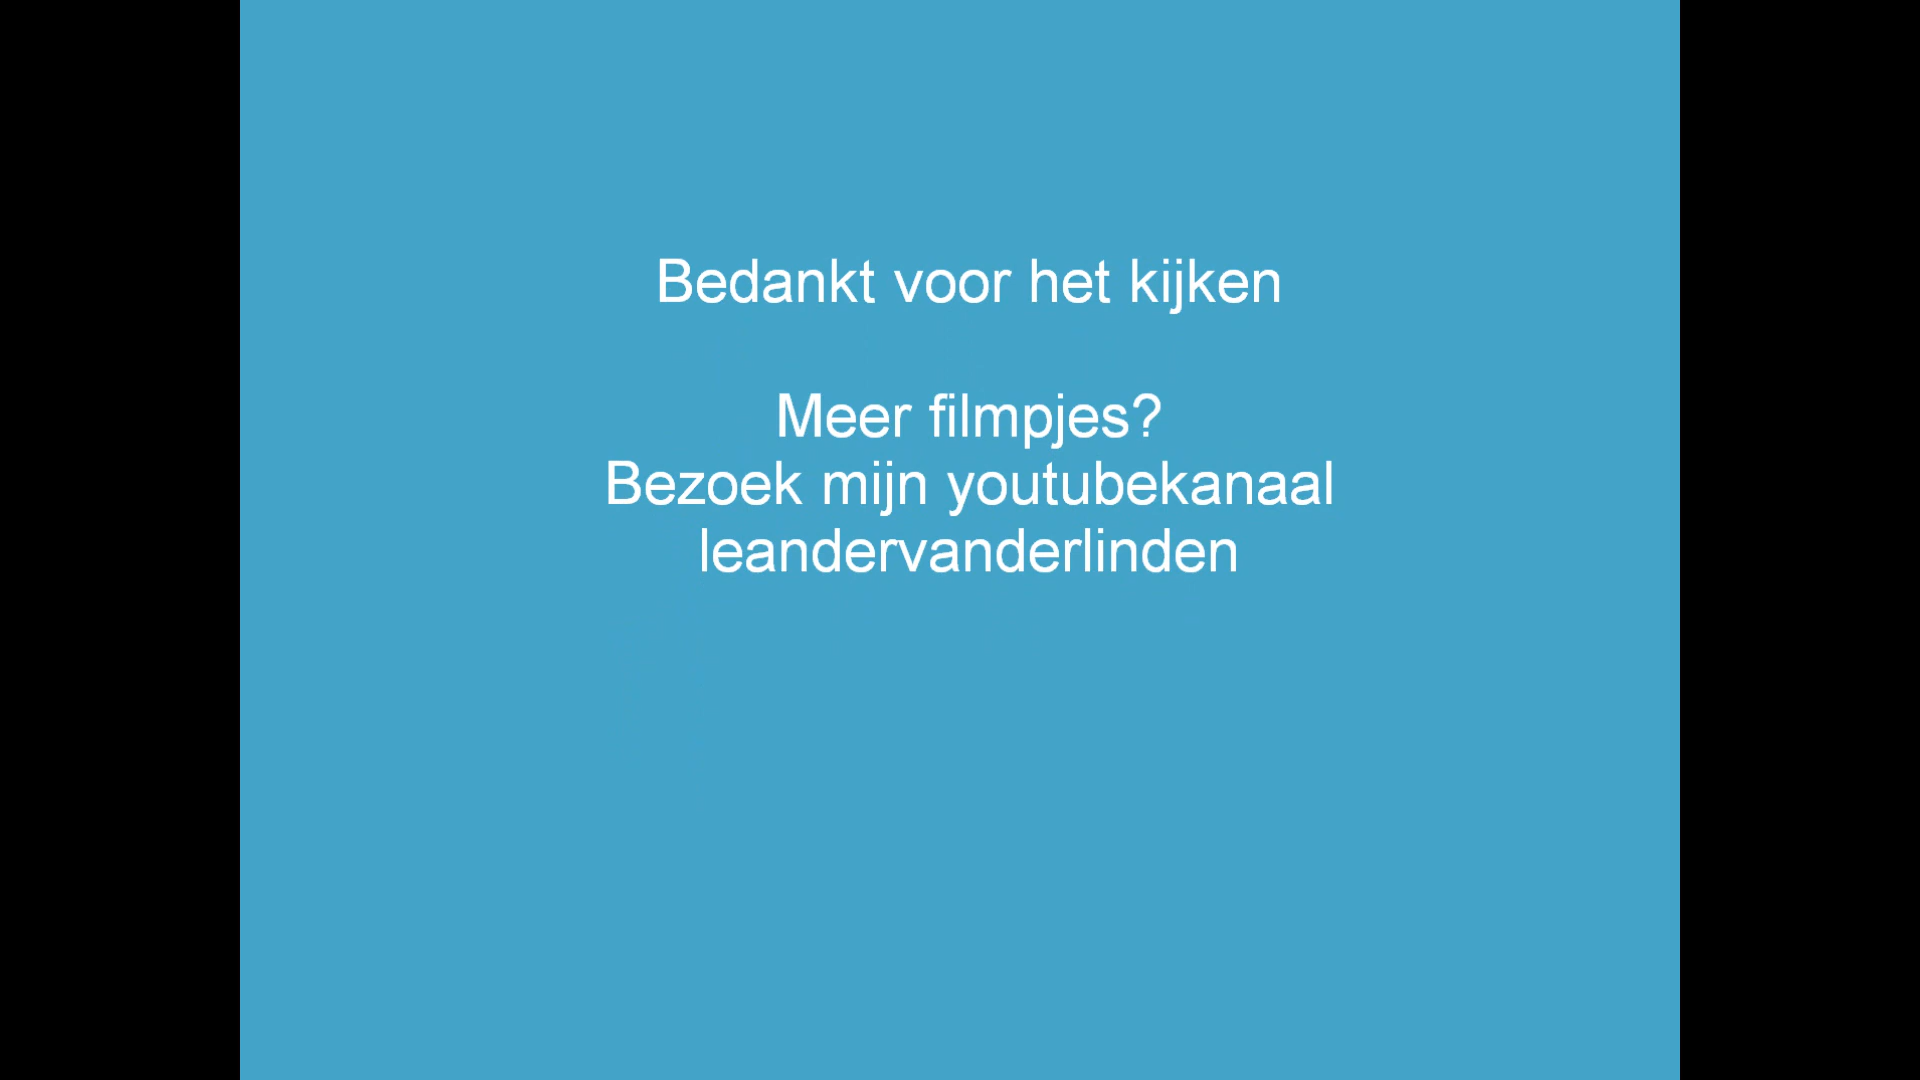 Bedankt voor het kijken
Meer filmpjes?
Bezoek mijn youtubekanaal
leandervanderlinden